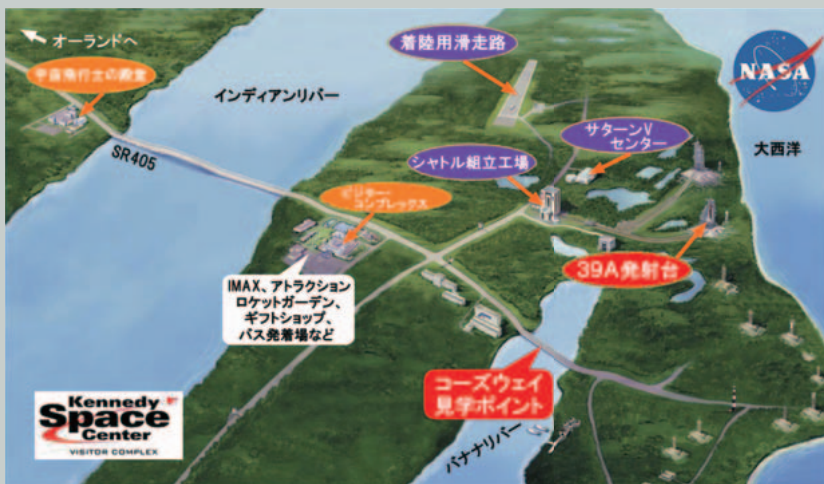 オーランドへ
宇宙飛行士の殿堂
インディアンリバー
SR405
着陸用滑走路
NASA
サターンV
センター
大西洋
シャトル組立工場
ビジター・
コンプレックス
39A発射台
IMAX、アトラクション
ロケットガーデン、
ギフトショップ、
バス発着場など
コーズウェイ
見学ポイント
バナナリバー
Kennedy
Space
Center
VISITOR COMPLEX